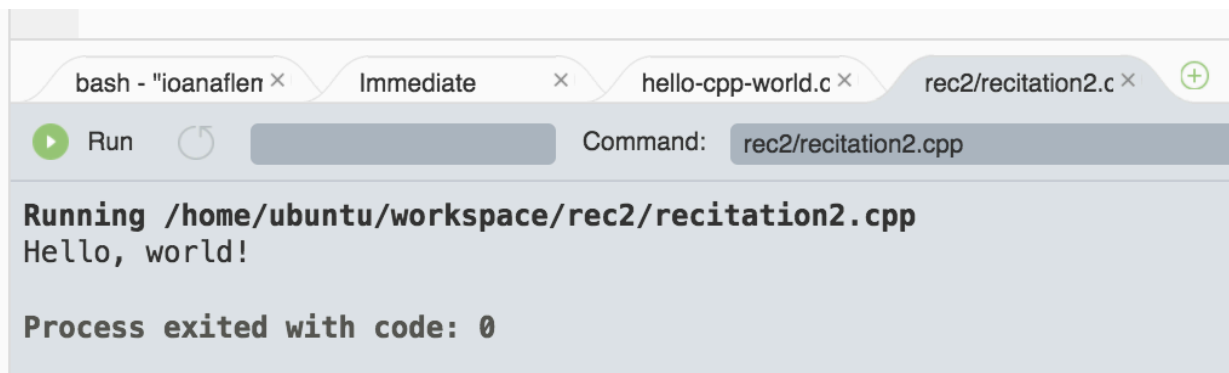 bash - "ioanaflem × Immediate × hello-cpp-world.c × rec2/recitation2.c ×
Run Command: rec2/recitation2.cpp
Running /home/ubuntu/workspace/rec2/recitation2.cpp
Hello, world!
Process exited with code: 0